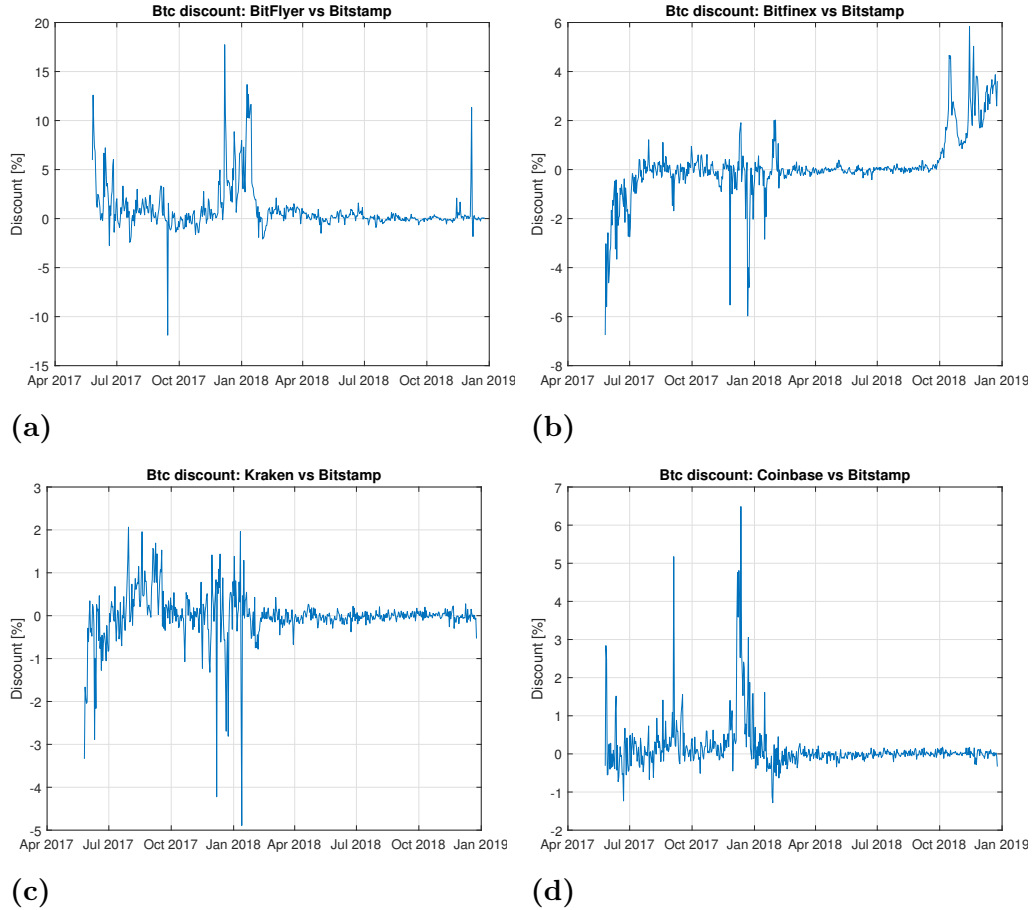 Btc discount: BitFlyer vs Bitstamp
20
15
10
5
0
-5
-10
-15
Discount [%]
Apr 2017 Jul 2017 Oct 2017 Jan 2018 Apr 2018 Jul 2018 Oct 2018 Jan 2019
(a)
Btc discount: Bitfinex vs Bitstamp
6
4
2
0
-2
-4
-6
-8
Discount [%]
Apr 2017 Jul 2017 Oct 2017 Jan 2018 Apr 2018 Jul 2018 Oct 2018 Jan 2019
(b)
Btc discount: Kraken vs Bitstamp
3
2
1
0
-1
-2
-3
-4
-5
Discount [%]
Apr 2017 Jul 2017 Oct 2017 Jan 2018 Apr 2018 Jul 2018 Oct 2018 Jan 2019
(c)
Btc discount: Coinbase vs Bitstamp
7
6
5
4
3
2
1
0
-1
-2
Discount [%]
Apr 2017 Jul 2017 Oct 2017 Jan 2018 Apr 2018 Jul 2018 Oct 2018 Jan 2019
(d)